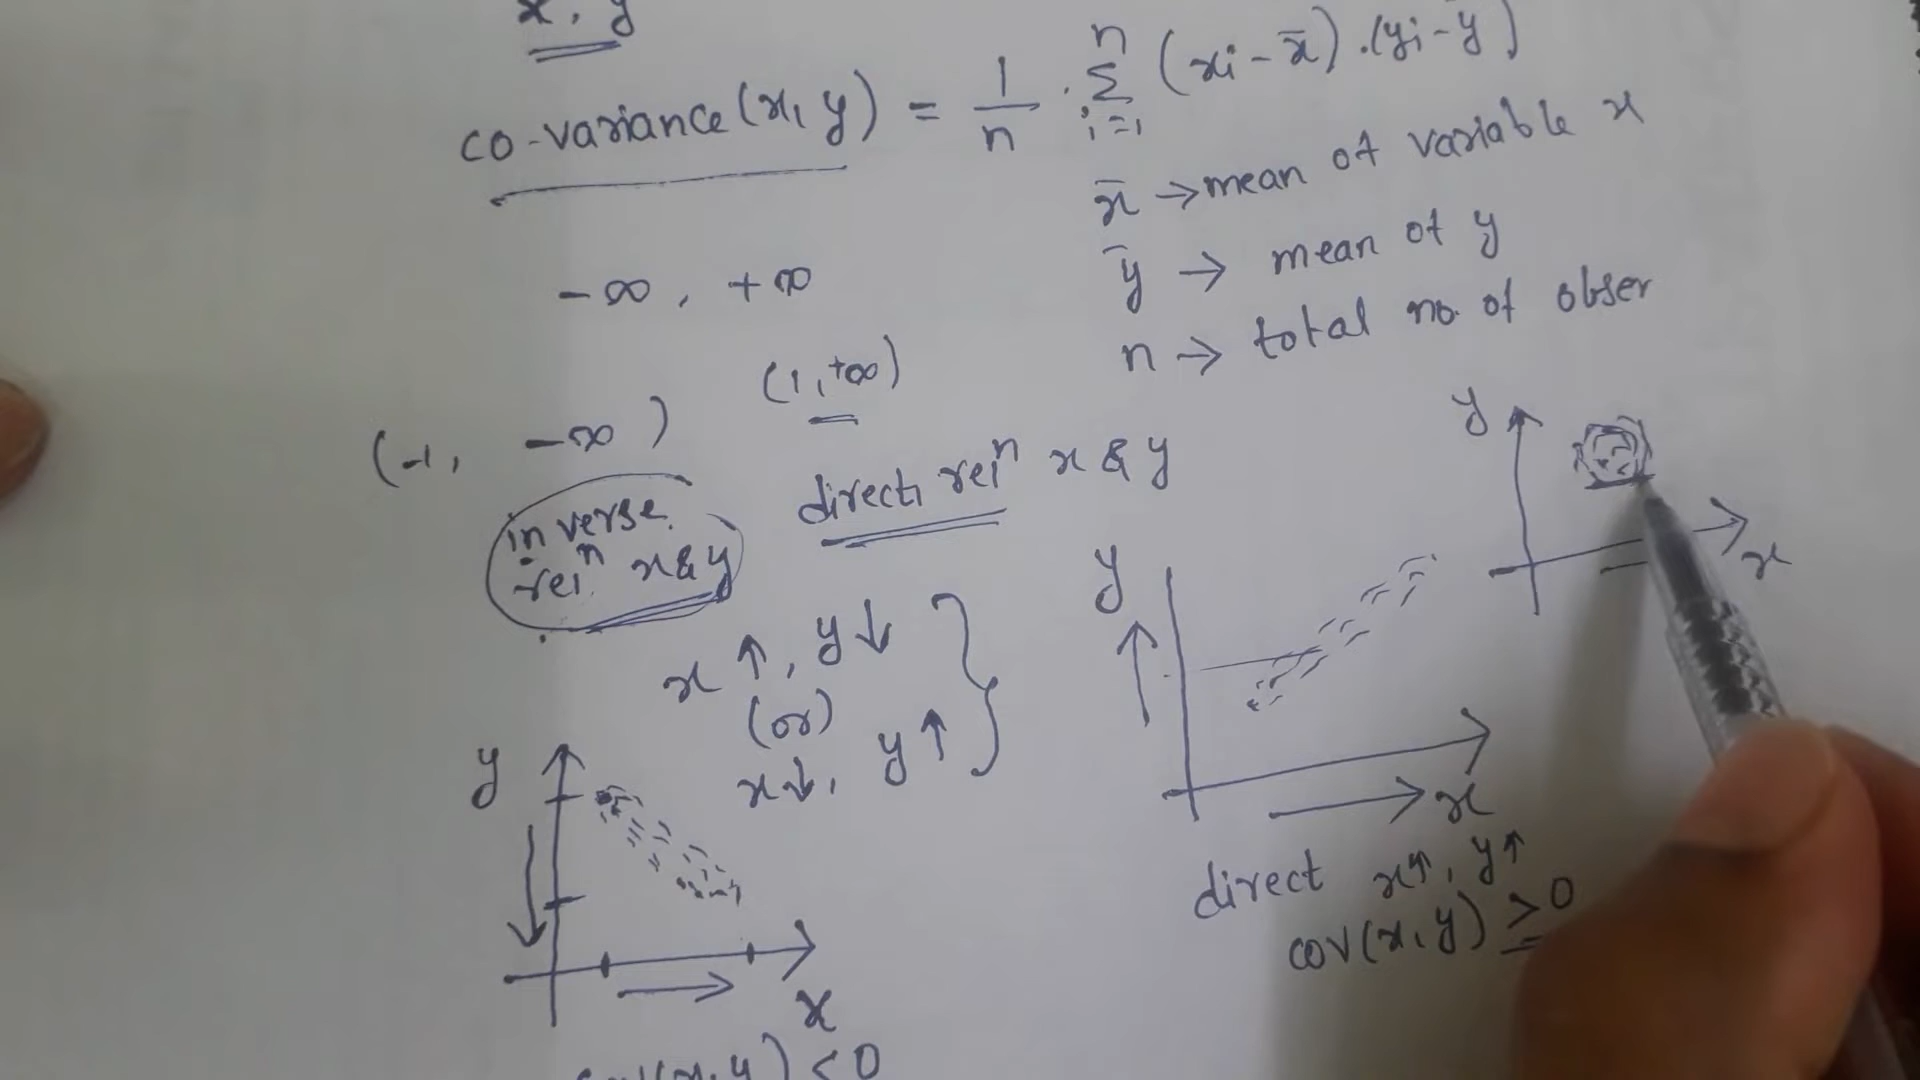 x, y
co-variance (x, y) = 1/n · n Σ i=1 (xi - x̄) · (yi - ȳ)
x̄ → mean of variable x
ȳ → mean of y
n → total no. of obser
-∞, +∞
(1, +∞)
(-1, -∞)
direct reln x & y
inverse
reln x & y
x ↑, y ↓
(or)
x ↓, y ↑
y
x
y
x
y
x
direct x↑, y↑
cov(x, y) ≥ 0
cov(x, y) < 0